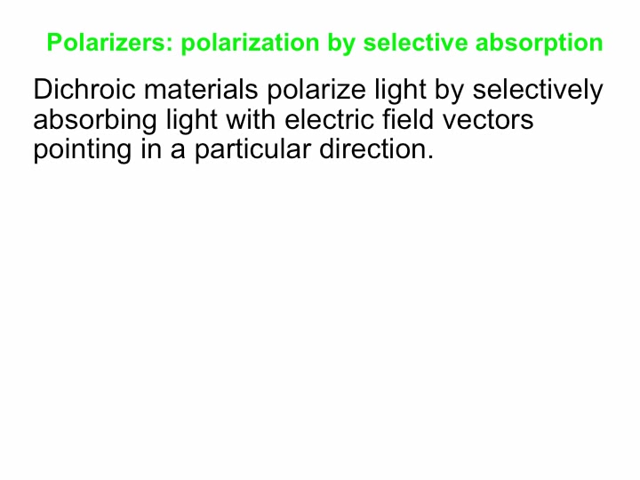 Polarizers: polarization by selective absorption
Dichroic materials polarize light by selectively
absorbing light with electric field vectors
pointing in a particular direction.